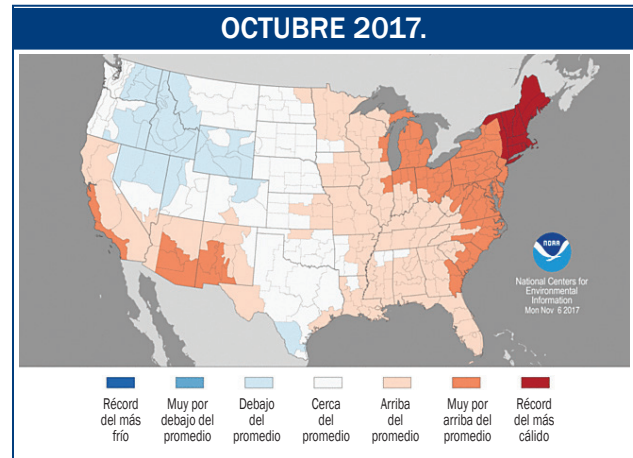 OCTUBRE 2017.
NOAA
National Centers for
Environmental
Information
Mon Nov 6 2017
Récord
del más
frío
Muy por
debajo del
promedio
Debajo
del
promedio
Cerca
del
promedio
Arriba
del
promedio
Muy por
arriba del
promedio
Récord
del más
cálido